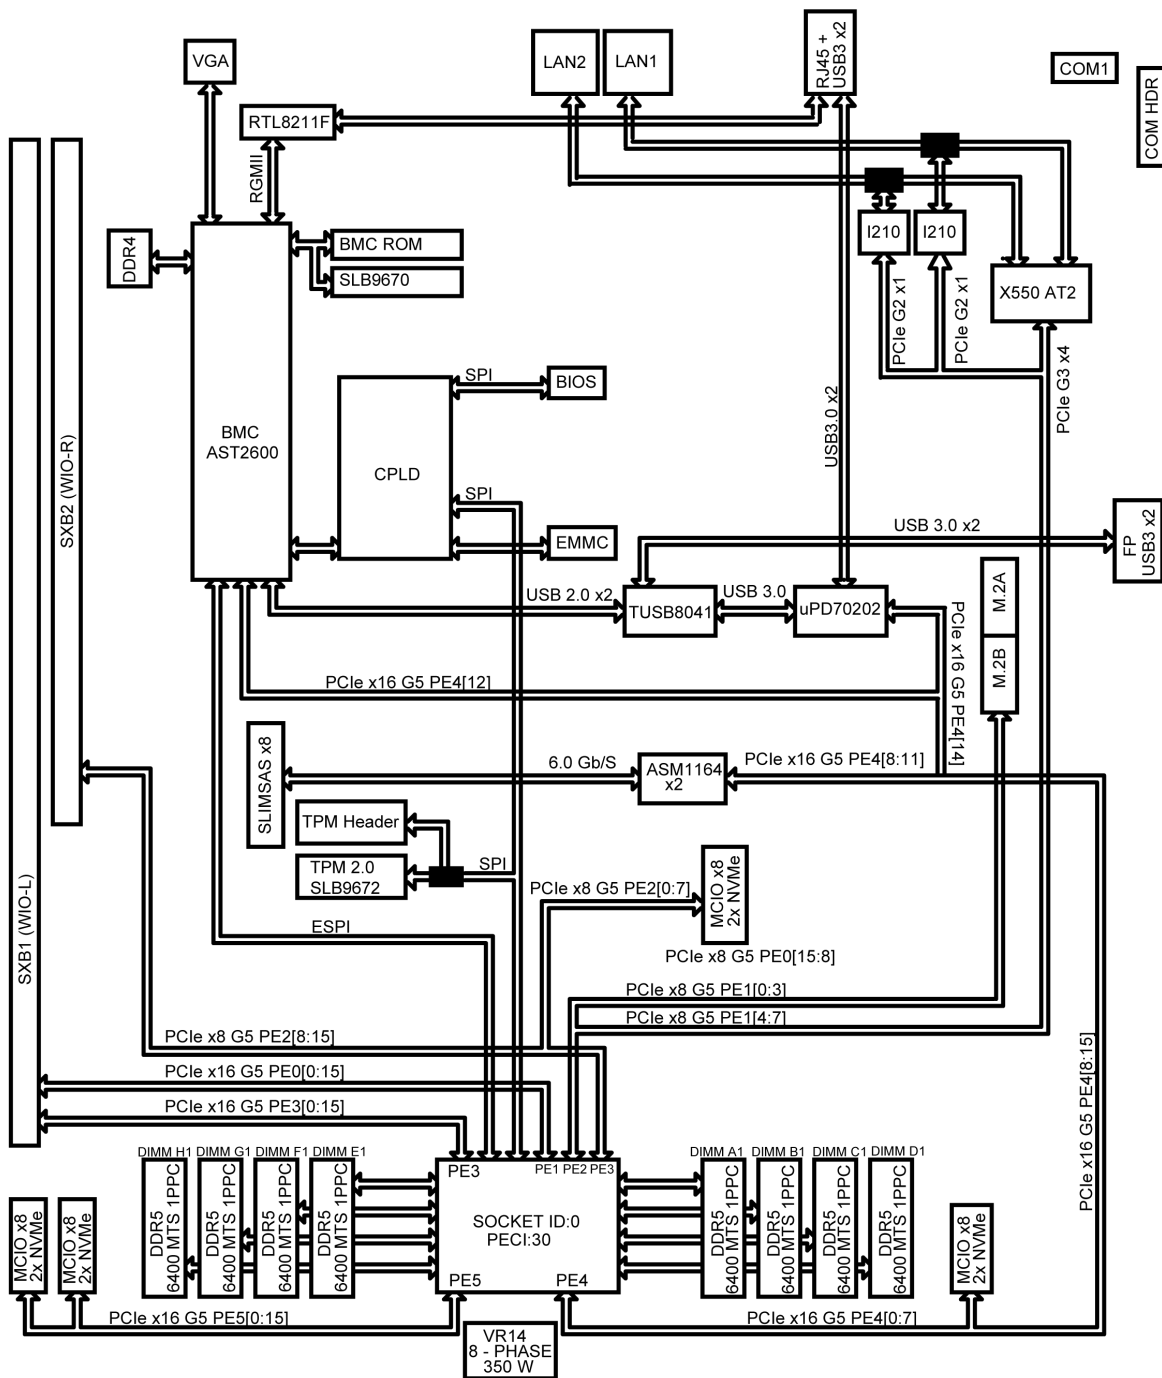 VGA
LAN2
LAN1
RJ45 +
USB3 x2
COM1
COM HDR
RTL8211F
RGMII
DDR4
BMC ROM
SLB9670
I210
I210
X550 AT2
PCIe G2 x1
PCIe G2 x1
PCIe G3 x4
BMC
AST2600
CPLD
SPI
BIOS
SPI
EMMC
USB3.0 x2
USB 3.0 x2
FP
USB3 x2
SXB2 (WIO-R)
SXB1 (WIO-L)
USB 2.0 x2
TUSB8041
USB 3.0
uPD70202
M.2A
M.2B
PCIe x16 G5 PE4[14]
PCIe x16 G5 PE4[12]
SLIMSAS x8
6.0 Gb/S
ASM1164
x2
PCIe x16 G5 PE4[8:11]
TPM Header
TPM 2.0
SLB9672
SPI
PCIe x8 G5 PE2[0:7]
MCIO x8
2x NVMe
PCIe x8 G5 PE0[15:8]
ESPI
PCIe x8 G5 PE1[0:3]
PCIe x8 G5 PE1[4:7]
PCIe x8 G5 PE2[8:15]
PCIe x16 G5 PE0[0:15]
PCIe x16 G5 PE3[0:15]
PCIe x16 G5 PE4[8:15]
DIMM H1
DIMM G1
DIMM F1
DIMM E1
DDR5
6400 MTS 1PPC
DDR5
6400 MTS 1PPC
DDR5
6400 MTS 1PPC
DDR5
6400 MTS 1PPC
PE3
PE1
PE2
PE3
SOCKET ID:0
PECI:30
PE5
PE4
DIMM A1
DIMM B1
DIMM C1
DIMM D1
DDR5
6400 MTS 1PPC
DDR5
6400 MTS 1PPC
DDR5
6400 MTS 1PPC
DDR5
6400 MTS 1PPC
MCIO x8
2x NVMe
MCIO x8
2x NVMe
MCIO x8
2x NVMe
PCIe x16 G5 PE5[0:15]
PCIe x16 G5 PE4[0:7]
VR14
8 - PHASE
350 W